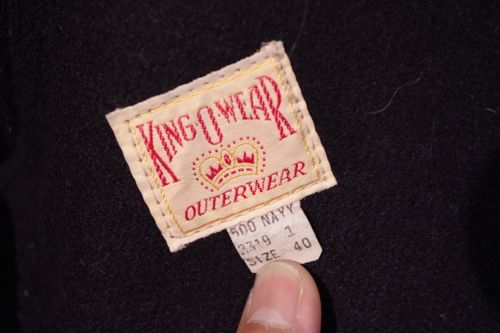 KING O'WEAR
OUTERWEAR
500 NAVY
3319 1
SIZE 40